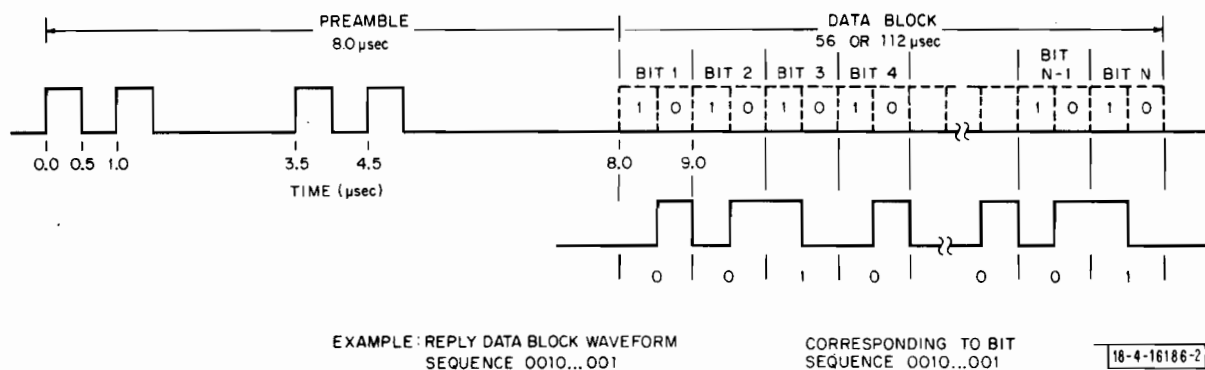 PREAMBLE
8.0 µsec
DATA BLOCK
56 OR 112 µsec
BIT 1 BIT 2 BIT 3 BIT 4 BIT N-1 BIT N
1 0 1 0 1 0 1 0 1 0 1 0
0.0 0.5 1.0 3.5 4.5 8.0 9.0
TIME (µsec)
0 0 1 0 0 0 1
EXAMPLE: REPLY DATA BLOCK WAVEFORM CORRESPONDING TO BIT
SEQUENCE 0010...001 SEQUENCE 0010...001
18-4-16186-2